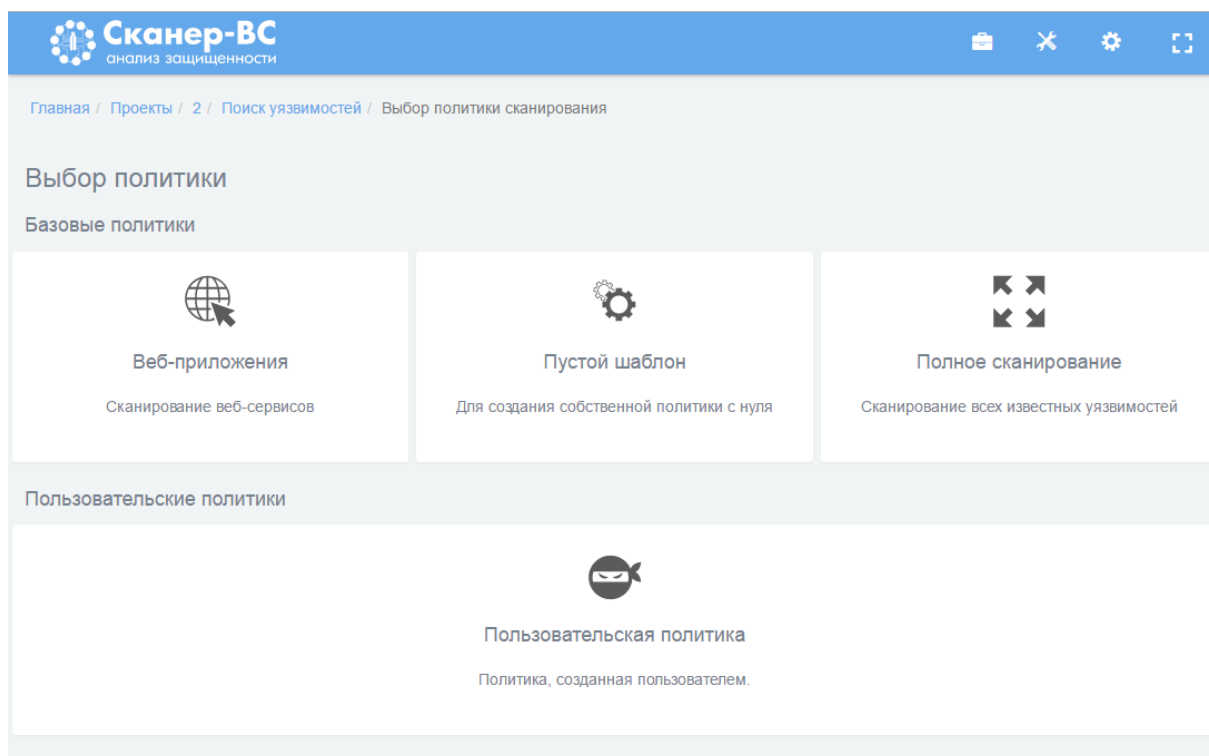 Сканер-ВС
анализ защищенности
Главная / Проекты / 2 / Поиск уязвимостей / Выбор политики сканирования
Выбор политики
Базовые политики
Веб-приложения
Сканирование веб-сервисов
Пустой шаблон
Для создания собственной политики с нуля
Полное сканирование
Сканирование всех известных уязвимостей
Пользовательские политики
Пользовательская политика
Политика, созданная пользователем.